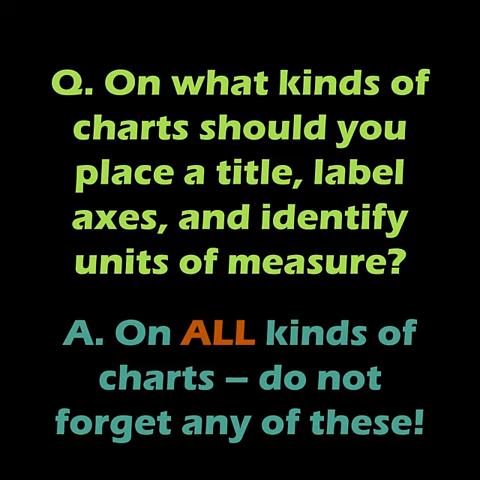 Q. On what kinds of
charts should you
place a title, label
axes, and identify
units of measure?
A. On ALL kinds of
charts – do not
forget any of these!